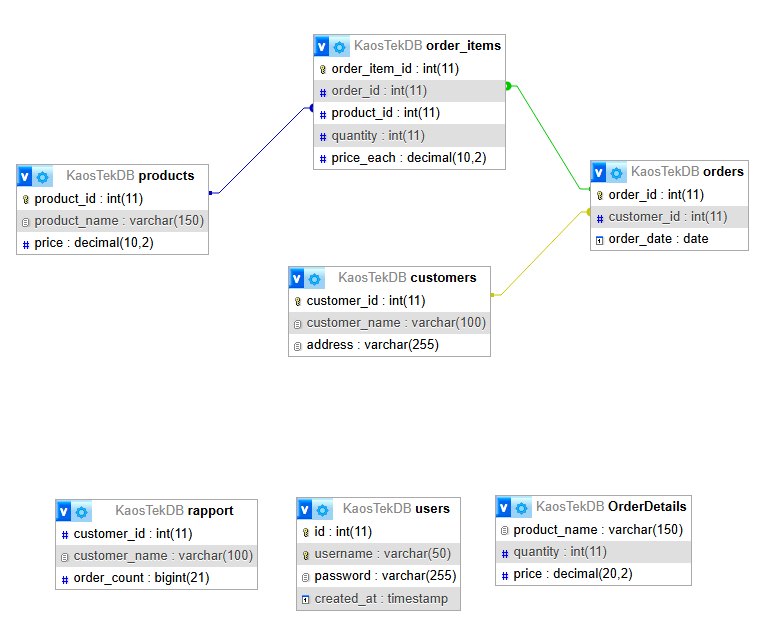 v KaosTekDB order_items
order_item_id : int(11)
# order_id : int(11)
# product_id : int(11)
# quantity : int(11)
# price_each : decimal(10,2)
v KaosTekDB products
product_id : int(11)
product_name : varchar(150)
# price : decimal(10,2)
v KaosTekDB orders
order_id : int(11)
# customer_id : int(11)
order_date : date
v KaosTekDB customers
customer_id : int(11)
customer_name : varchar(100)
address : varchar(255)
v KaosTekDB rapport
# customer_id : int(11)
customer_name : varchar(100)
# order_count : bigint(21)
v KaosTekDB users
id : int(11)
username : varchar(50)
password : varchar(255)
created_at : timestamp
v KaosTekDB OrderDetails
product_name : varchar(150)
# quantity : int(11)
# price : decimal(20,2)